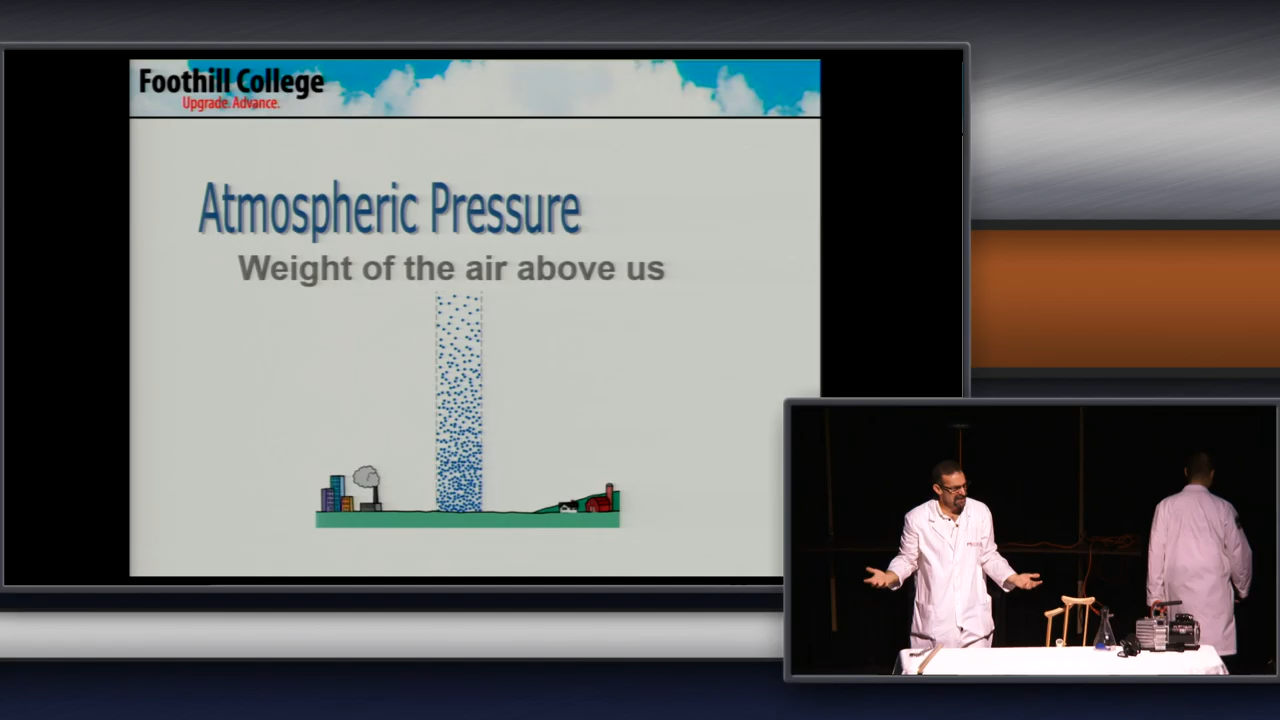 Foothill College
Upgrade. Advance.
Atmospheric Pressure
Weight of the air above us